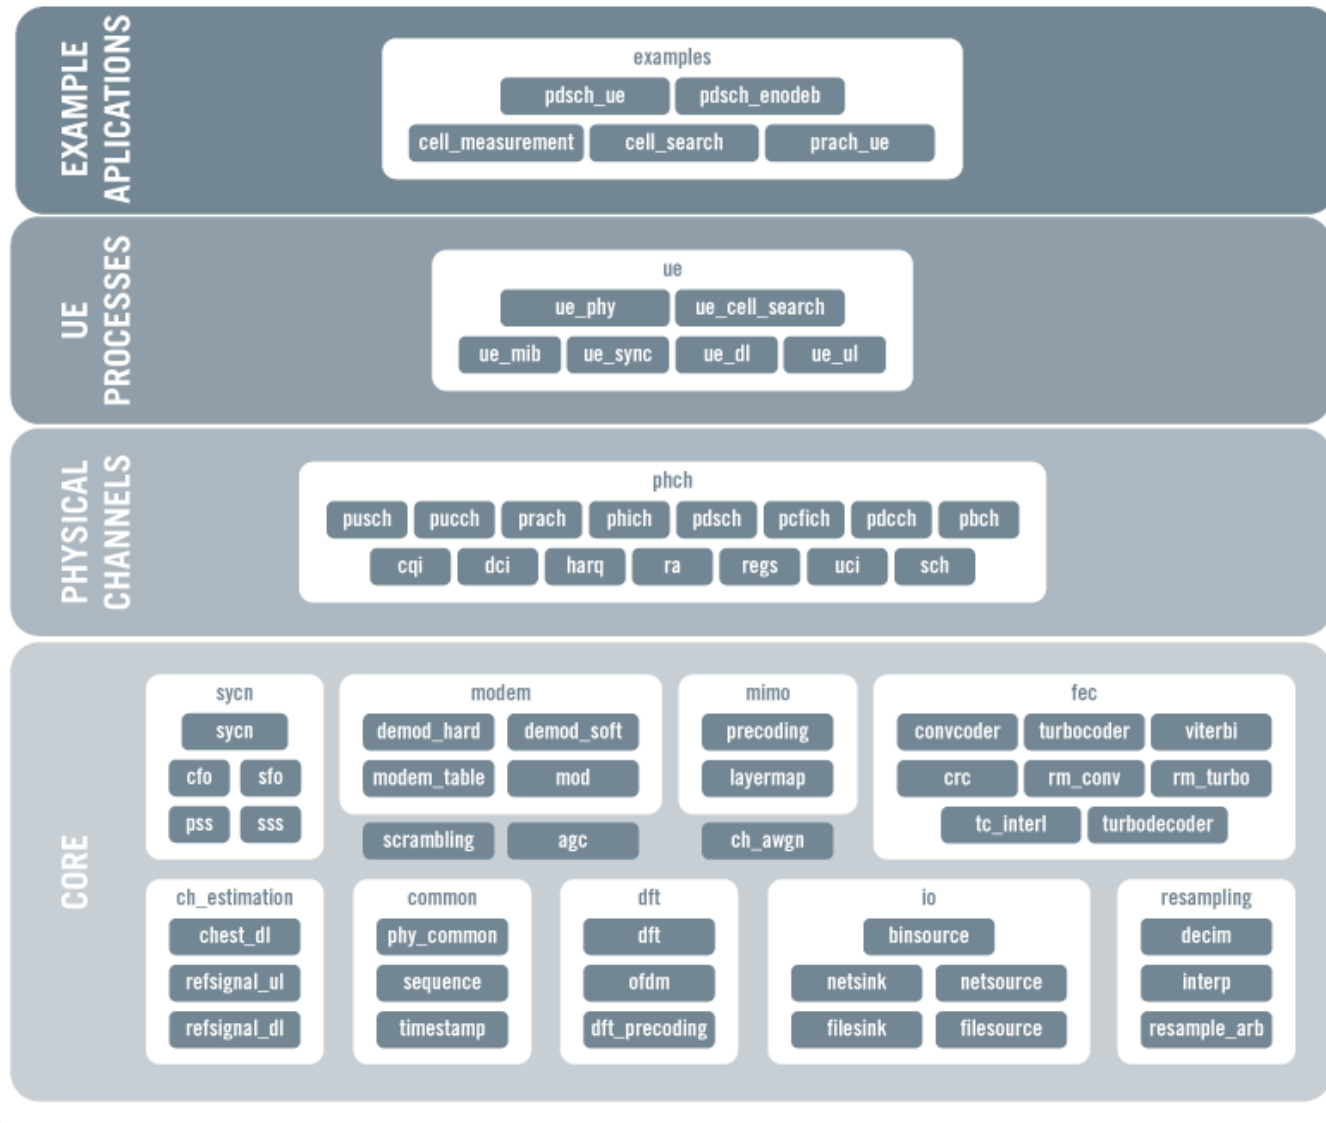 EXAMPLE
APLICATIONS
examples
pdsch_ue pdsch_enodeb
cell_measurement cell_search prach_ue
UE
PROCESSES
ue
ue_phy ue_cell_search
ue_mib ue_sync ue_dl ue_ul
PHYSICAL
CHANNELS
phch
pusch pucch prach phich pdsch pcfich pdcch pbch
cqi dci harq ra regs uci sch
CORE
sycn
sycn
cfo sfo
pss sss
modem
demod_hard demod_soft
modem_table mod
scrambling agc
mimo
precoding
layermap
ch_awgn
fec
convcoder turbocoder viterbi
crc rm_conv rm_turbo
tc_interl turbodecoder
ch_estimation
chest_dl
refsignal_ul
refsignal_dl
common
phy_common
sequence
timestamp
dft
dft
ofdm
dft_precoding
io
binsource
netsink netsource
filesink filesource
resampling
decim
interp
resample_arb